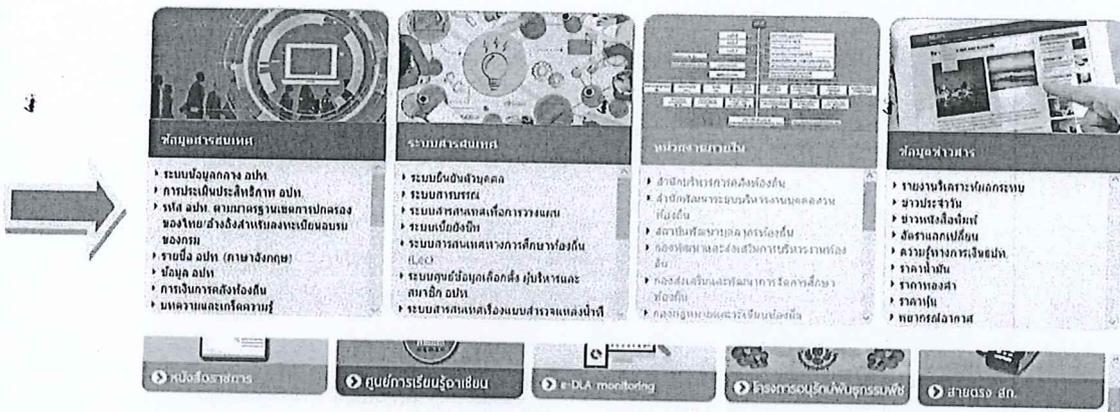 ข้อมูลสารสนเทศ
ระบบข้อมูลกลาง อปท.
การประเมินประสิทธิภาพ อปท.
รหัส อปท. ตามมาตรฐานเขตการปกครอง
ของไทย/อ้างอิงสำหรับลงทะเบียนอบรม
ของกรม
รายชื่อ อปท. (ภาษาอังกฤษ)
ข้อมูล อปท.
การเงินการคลังท้องถิ่น
บทความและเกร็ดความรู้
ระบบสารสนเทศ
ระบบยืนยันตัวบุคคล
ระบบสารบรรณ
ระบบสารสนเทศเพื่อการวางแผน
ระบบเบี้ยยังชีพ
ระบบสารสนเทศทางการศึกษาท้องถิ่น
(Lec)
ระบบศูนย์ข้อมูลเลือกตั้ง ผู้บริหารและ
สมาชิก อปท.
ระบบสารสนเทศเรื่องแบบสำรวจแหล่งน้ำที่
หน่วยงานภายใน
สำนักบริหารการคลังท้องถิ่น
สำนักพัฒนาระบบบริหารงานบุคคลส่วน
ท้องถิ่น
สถาบันพัฒนาบุคลากรท้องถิ่น
กองพัฒนาและส่งเสริมการบริหารงานท้อง
ถิ่น
กองส่งเสริมและพัฒนาการจัดการศึกษา
ท้องถิ่น
กองกฎหมายและระเบียบท้องถิ่น
ข้อมูลข่าวสาร
รายงานวิเคราะห์ผลกระทบ
ข่าวประจำวัน
ข่าวหนังสือพิมพ์
อัตราแลกเปลี่ยน
ความรู้ทางการเงินธปท.
ราคาน้ำมัน
ราคาทองคำ
ราคาหุ้น
พยากรณ์อากาศ
หนังสือราชการ
ศูนย์การเรียนรู้อาเซียน
e-DLA monitoring
โครงการอนุรักษ์พันธุกรรมพืช
สายตรง สถ.